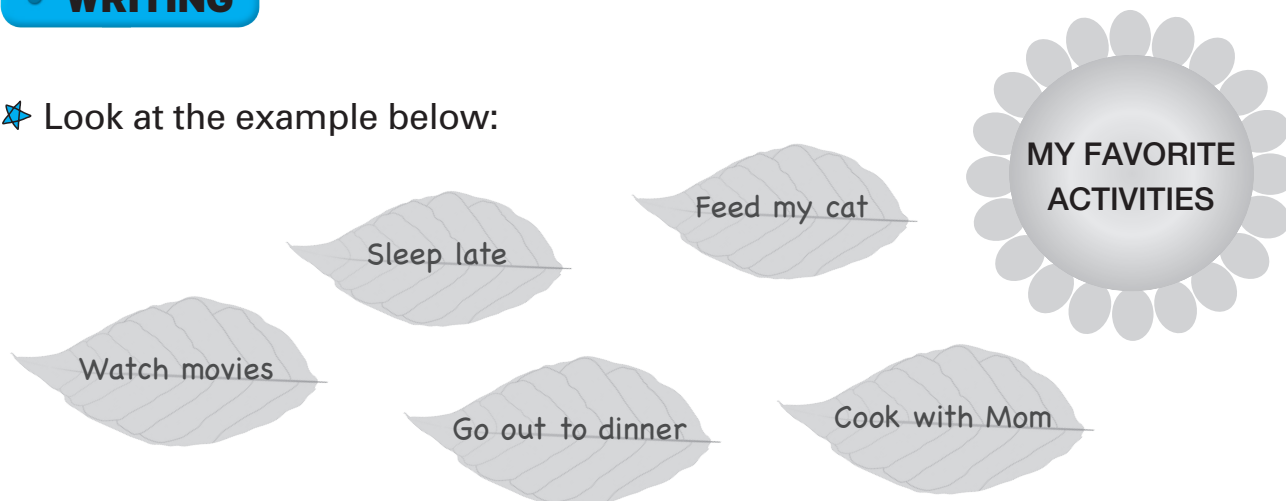 WRITING
Look at the example below:
MY FAVORITE
ACTIVITIES
Feed my cat
Sleep late
Watch movies
Go out to dinner
Cook with Mom